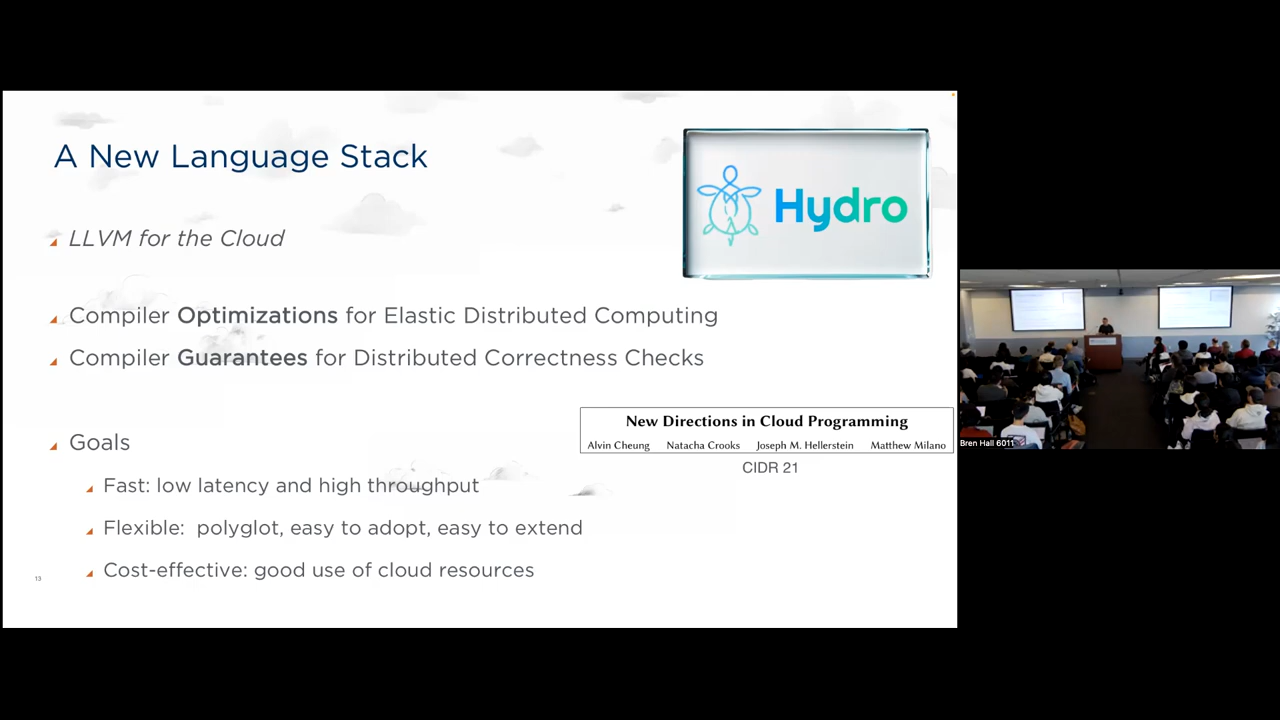 A New Language Stack
Hydro
LLVM for the Cloud
Compiler Optimizations for Elastic Distributed Computing
Compiler Guarantees for Distributed Correctness Checks
New Directions in Cloud Programming
Alvin Cheung Natacha Crooks Joseph M. Hellerstein Matthew Milano
CIDR 21
Goals
Fast: low latency and high throughput
Flexible: polyglot, easy to adopt, easy to extend
Cost-effective: good use of cloud resources
13
Bren Hall 6011